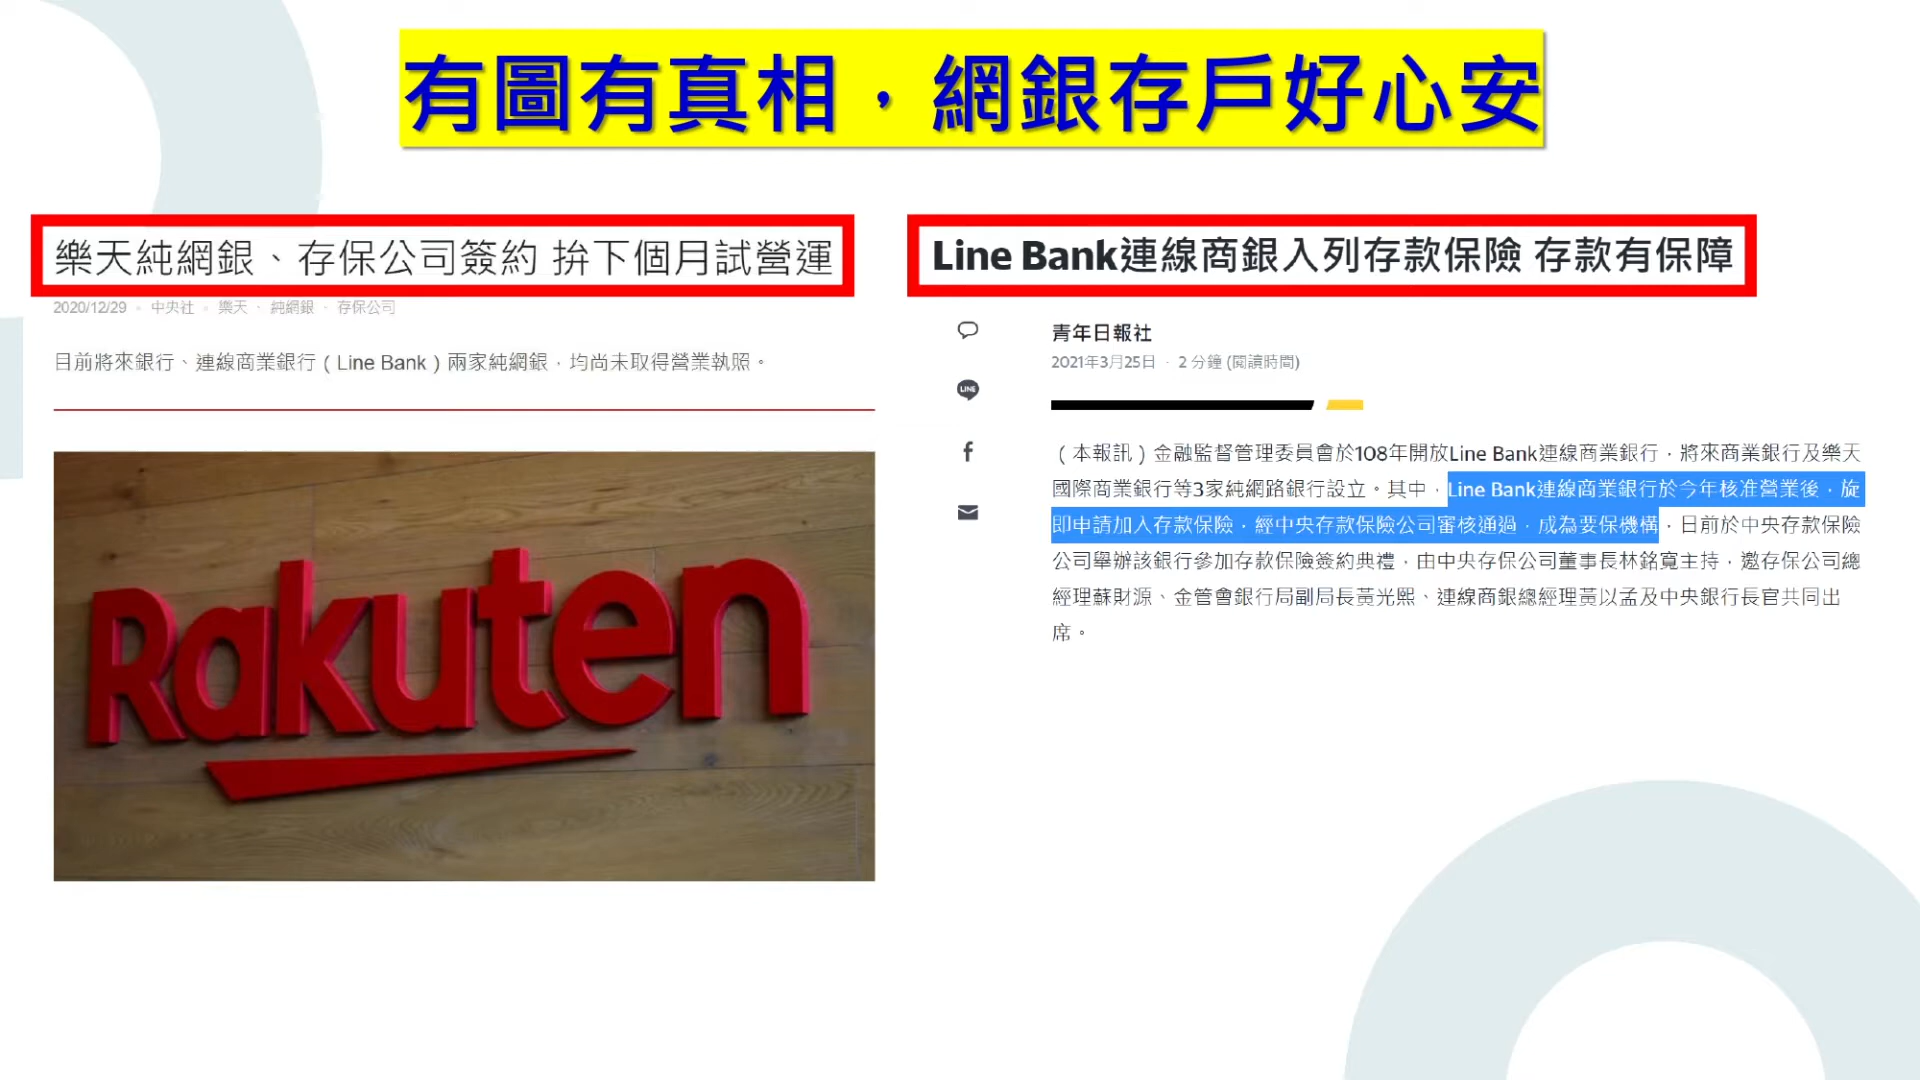 有圖有真相，網銀存戶好心安
樂天純網銀、存保公司簽約 拚下個月試營運
2020/12/29 · 中央社 · 樂天 · 純網銀 · 存保公司
目前將來銀行、連線商業銀行（Line Bank）兩家純網銀，均尚未取得營業執照。
Rakuten
Line Bank連線商銀入列存款保險 存款有保障
青年日報社
2021年3月25日 · 2 分鐘 (閱讀時間)
LINE
（本報訊）金融監督管理委員會於108年開放Line Bank連線商業銀行，將來商業銀行及樂天
國際商業銀行等3家純網路銀行設立。其中，Line Bank連線商業銀行於今年核准營業後，旋
即申請加入存款保險，經中央存款保險公司審核通過，成為要保機構，日前於中央存款保險
公司舉辦該銀行參加存款保險簽約典禮，由中央存保公司董事長林銘寬主持，邀存保公司總
經理蘇財源、金管會銀行局副局長黃光熙、連線商銀總經理黃以孟及中央銀行長官共同出
席。